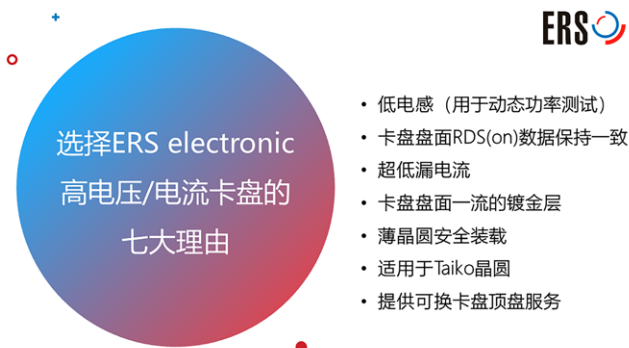 ERS
选择ERS electronic
高电压/电流卡盘的
七大理由
• 低电感（用于动态功率测试）
• 卡盘盘面RDS(on)数据保持一致
• 超低漏电流
• 卡盘盘面一流的镀金层
• 薄晶圆安全装载
• 适用于Taiko晶圆
• 提供可换卡盘顶盘服务